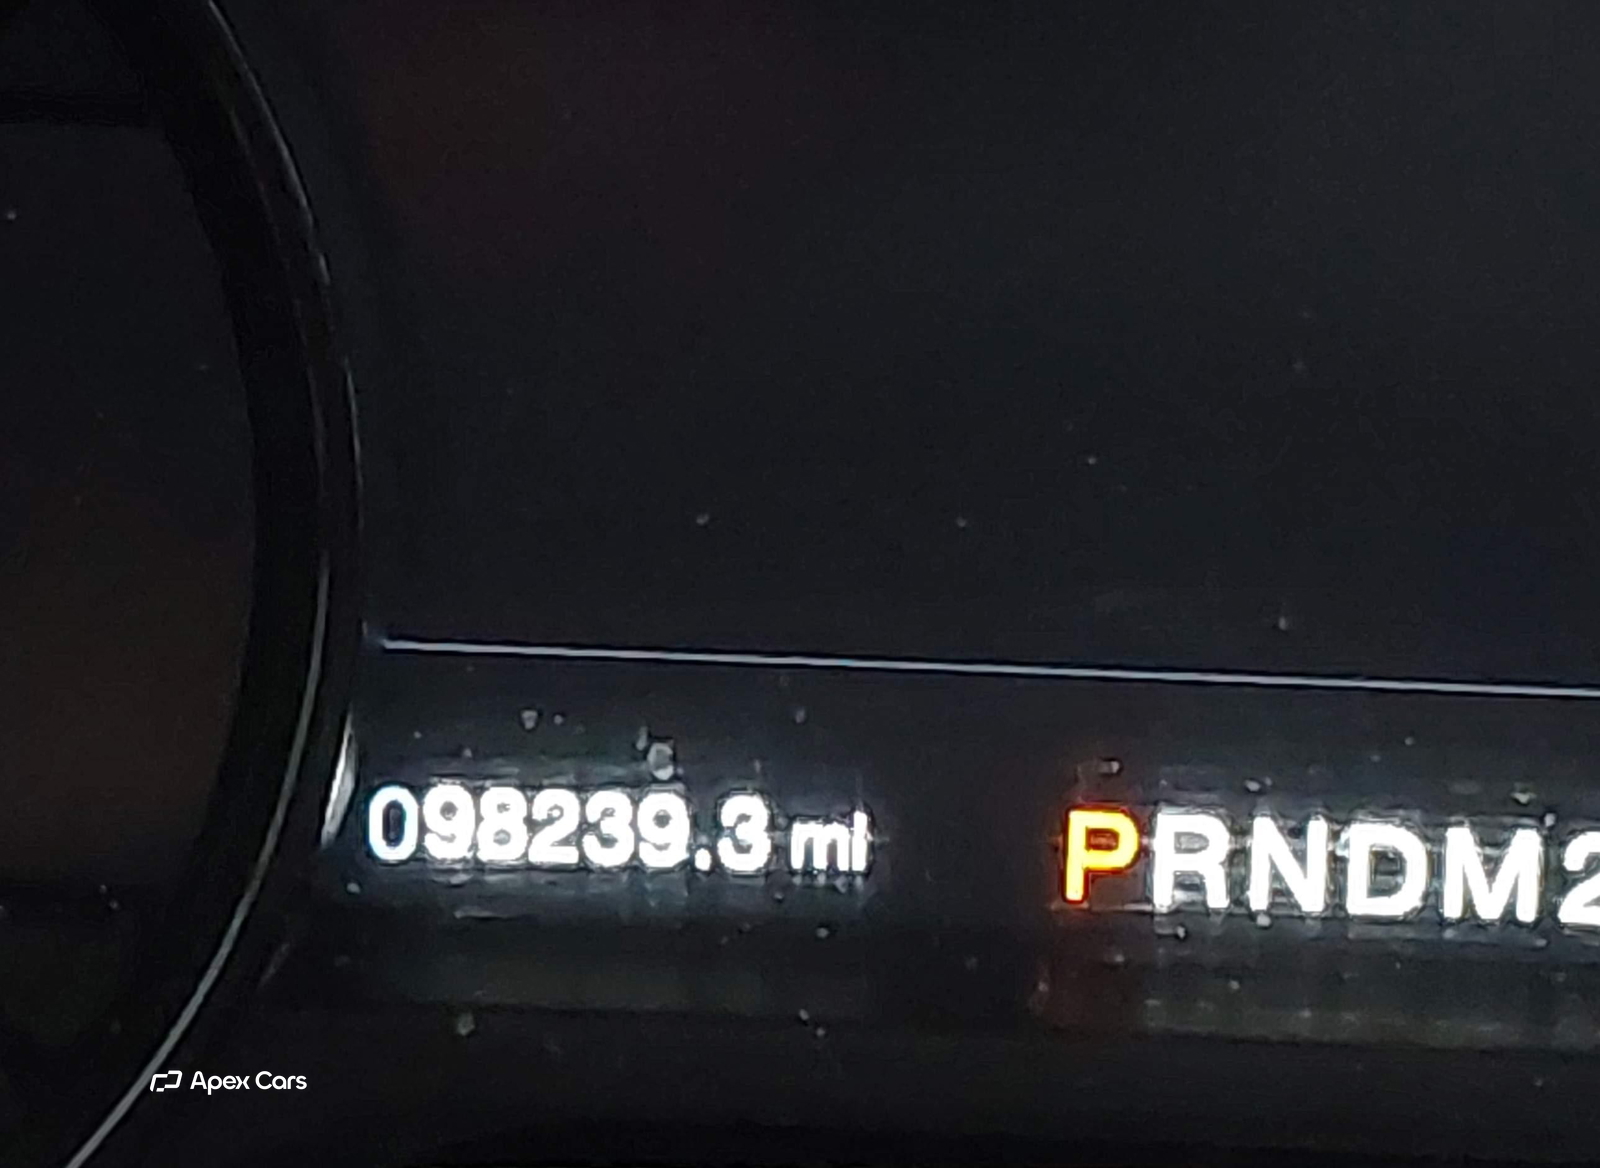 098239.3 mi
PRNDM2
Apex Cars